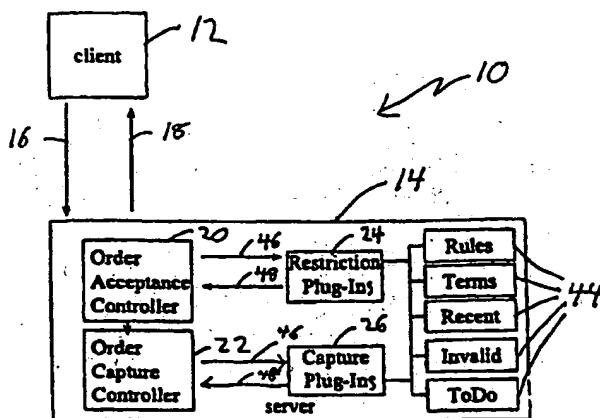 client
12
10
16
18
14
20
Order
Acceptance
Controller
46
48
24
Restriction
Plug-Ins
Rules
Terms
Recent
Invalid
ToDo
44
Order
Capture
Controller
22
46
48
26
Capture
Plug-Ins
server